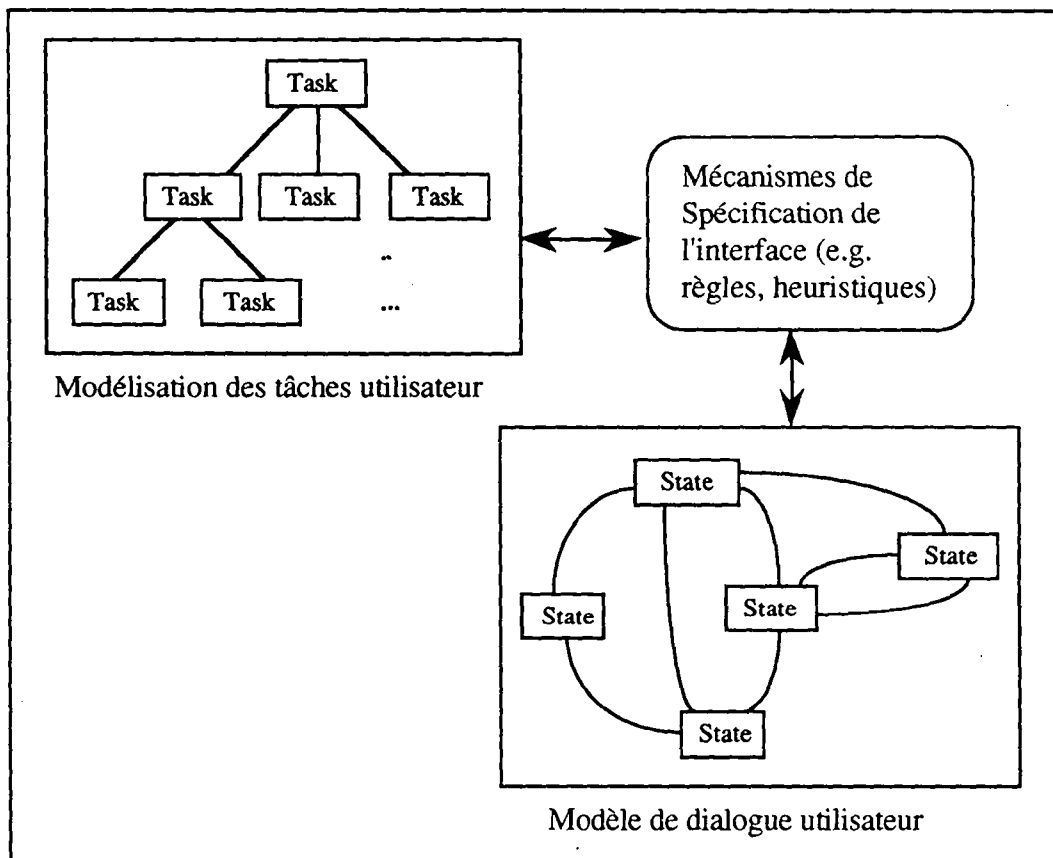 Task
Task Task Task
..
Task Task ...
Modélisation des tâches utilisateur
Mécanismes de
Spécification de
l'interface (e.g.
règles, heuristiques)
State
State
State
State
State
Modèle de dialogue utilisateur